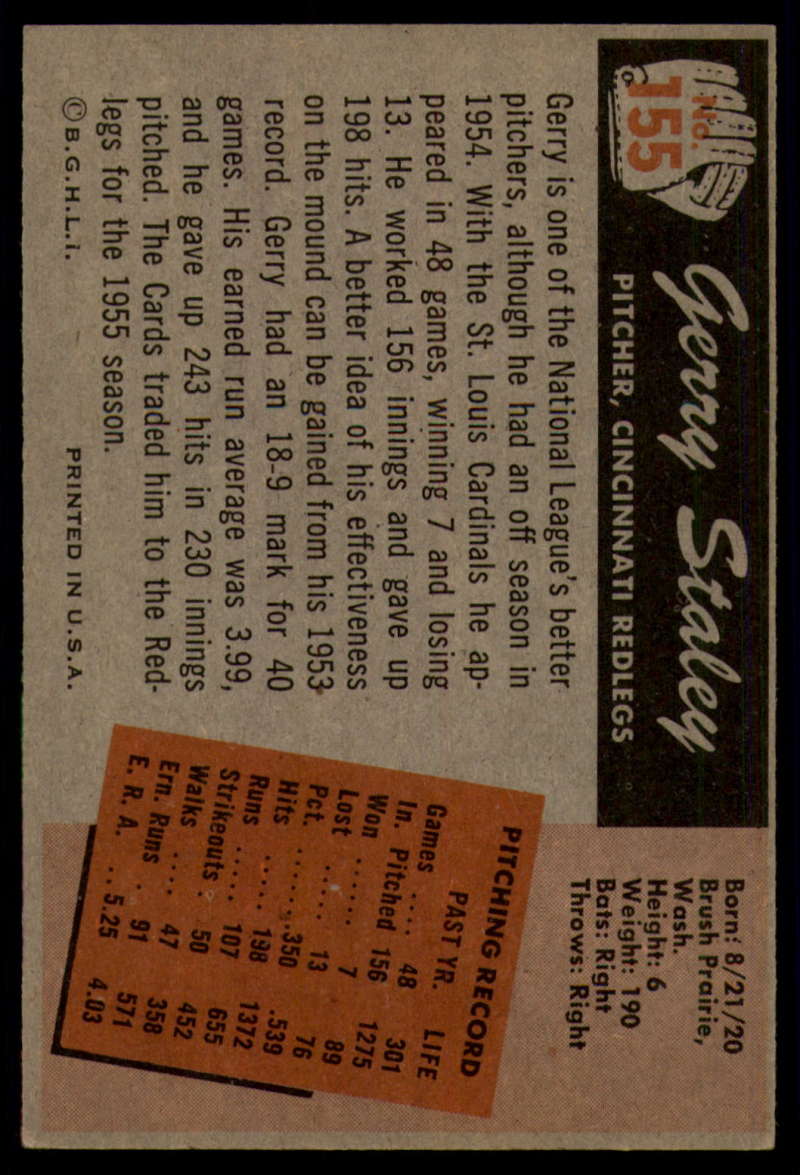 No.
155
Gerry Staley
PITCHER, CINCINNATI REDLEGS
Born: 8/21/20
Brush Prairie,
Wash.
Height: 6
Weight: 190
Bats: Right
Throws: Right
Gerry is one of the National League's better
pitchers, although he had an off season in
1954. With the St. Louis Cardinals he ap-
peared in 48 games, winning 7 and losing
13. He worked 156 innings and gave up
198 hits. A better idea of his effectiveness
on the mound can be gained from his 1953
record. Gerry had an 18-9 mark for 40
games. His earned run average was 3.99,
and he gave up 243 hits in 230 innings
pitched. The Cards traded him to the Red-
legs for the 1955 season.
© B.G.H.L.I. PRINTED IN U.S.A.
PITCHING RECORD
PAST YR. LIFE
Games .... 48 301
In. Pitched 156 1275
Won ...... 7 89
Lost ..... 13 76
Pct. ...... .350 .539
Hits ..... 198 1372
Runs ..... 107 655
Strikeouts . 50 452
Walks .... 47 358
Ern. Runs . 91 571
E. R. A. .. 5.25 4.03